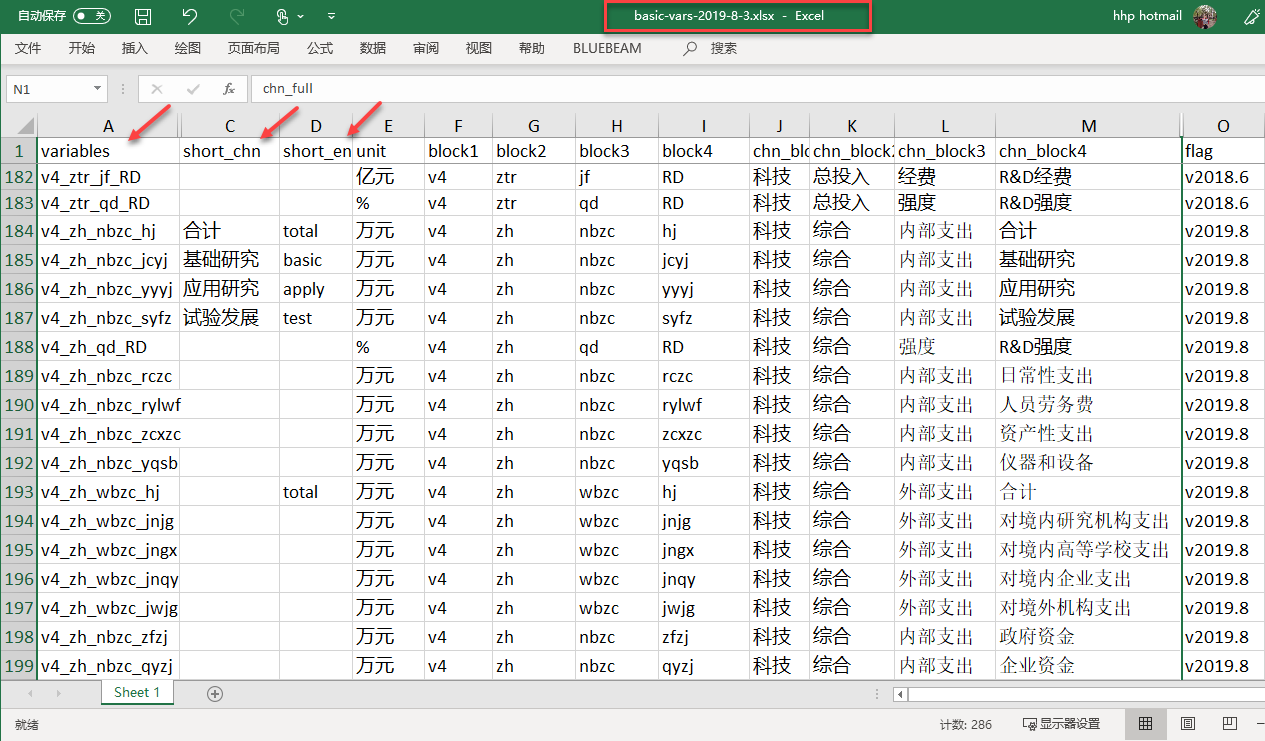 自动保存 关 basic-vars-2019-8-3.xlsx - Excel hhp hotmail
文件 开始 插入 绘图 页面布局 公式 数据 审阅 视图 帮助 BLUEBEAM 搜索
N1 fx chn_full
A C D E F G H I J K L M O
1 variables short_chn short_en unit block1 block2 block3 block4 chn_blo chn_block2 chn_block3 chn_block4 flag
182 v4_ztr_jf_RD 亿元 v4 ztr jf RD 科技 总投入 经费 R&D经费 v2018.6
183 v4_ztr_qd_RD % v4 ztr qd RD 科技 总投入 强度 R&D强度 v2018.6
184 v4_zh_nbzc_hj 合计 total 万元 v4 zh nbzc hj 科技 综合 内部支出 合计 v2019.8
185 v4_zh_nbzc_jcyj 基础研究 basic 万元 v4 zh nbzc jcyj 科技 综合 内部支出 基础研究 v2019.8
186 v4_zh_nbzc_yyyj 应用研究 apply 万元 v4 zh nbzc yyyj 科技 综合 内部支出 应用研究 v2019.8
187 v4_zh_nbzc_syfz 试验发展 test 万元 v4 zh nbzc syfz 科技 综合 内部支出 试验发展 v2019.8
188 v4_zh_qd_RD % v4 zh qd RD 科技 综合 强度 R&D强度 v2019.8
189 v4_zh_nbzc_rczc 万元 v4 zh nbzc rczc 科技 综合 内部支出 日常性支出 v2019.8
190 v4_zh_nbzc_rylwf 万元 v4 zh nbzc rylwf 科技 综合 内部支出 人员劳务费 v2019.8
191 v4_zh_nbzc_zcxzc 万元 v4 zh nbzc zcxzc 科技 综合 内部支出 资产性支出 v2019.8
192 v4_zh_nbzc_yqsb 万元 v4 zh nbzc yqsb 科技 综合 内部支出 仪器和设备 v2019.8
193 v4_zh_wbzc_hj total 万元 v4 zh wbzc hj 科技 综合 外部支出 合计 v2019.8
194 v4_zh_wbzc_jnjg 万元 v4 zh wbzc jnjg 科技 综合 外部支出 对境内研究机构支出 v2019.8
195 v4_zh_wbzc_jngx 万元 v4 zh wbzc jngx 科技 综合 外部支出 对境内高等学校支出 v2019.8
196 v4_zh_wbzc_jnqy 万元 v4 zh wbzc jnqy 科技 综合 外部支出 对境内企业支出 v2019.8
197 v4_zh_wbzc_jwjg 万元 v4 zh wbzc jwjg 科技 综合 外部支出 对境外机构支出 v2019.8
198 v4_zh_nbzc_zfzj 万元 v4 zh nbzc zfzj 科技 综合 内部支出 政府资金 v2019.8
199 v4_zh_nbzc_qyzj 万元 v4 zh nbzc qyzj 科技 综合 内部支出 企业资金 v2019.8
Sheet 1
就绪 计数: 286 显示器设置